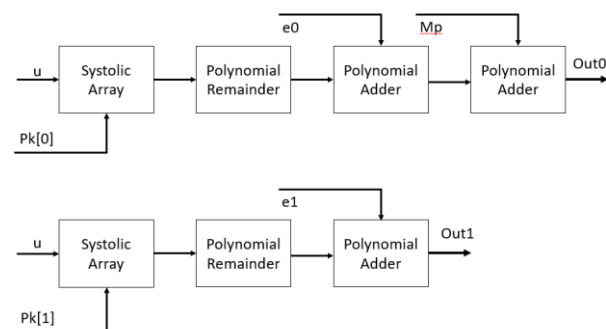 e0
Mp
u
Systolic
Array
Polynomial
Remainder
Polynomial
Adder
Polynomial
Adder
Out0
Pk[0]
e1
u
Systolic
Array
Polynomial
Remainder
Polynomial
Adder
Out1
Pk[1]